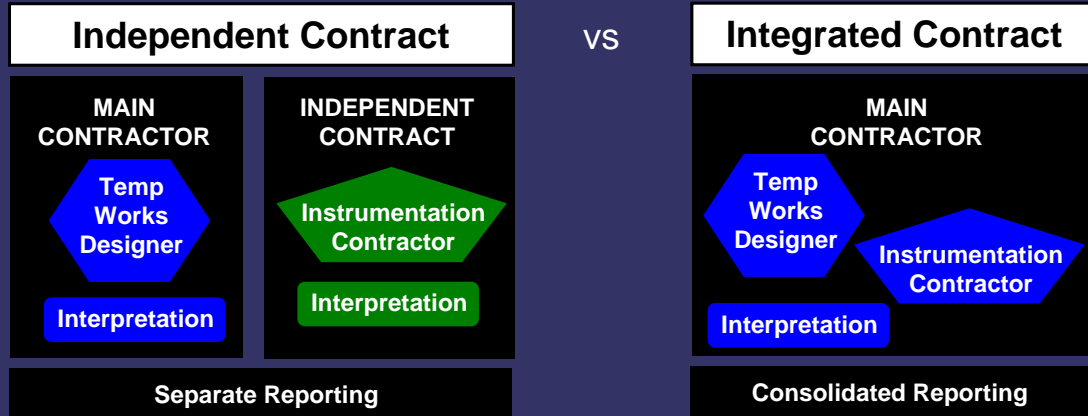 Independent Contract
vs
Integrated Contract
MAIN
CONTRACTOR
Temp
Works
Designer
Interpretation
INDEPENDENT
CONTRACT
Instrumentation
Contractor
Interpretation
Separate Reporting
MAIN
CONTRACTOR
Temp
Works
Designer
Instrumentation
Contractor
Interpretation
Consolidated Reporting